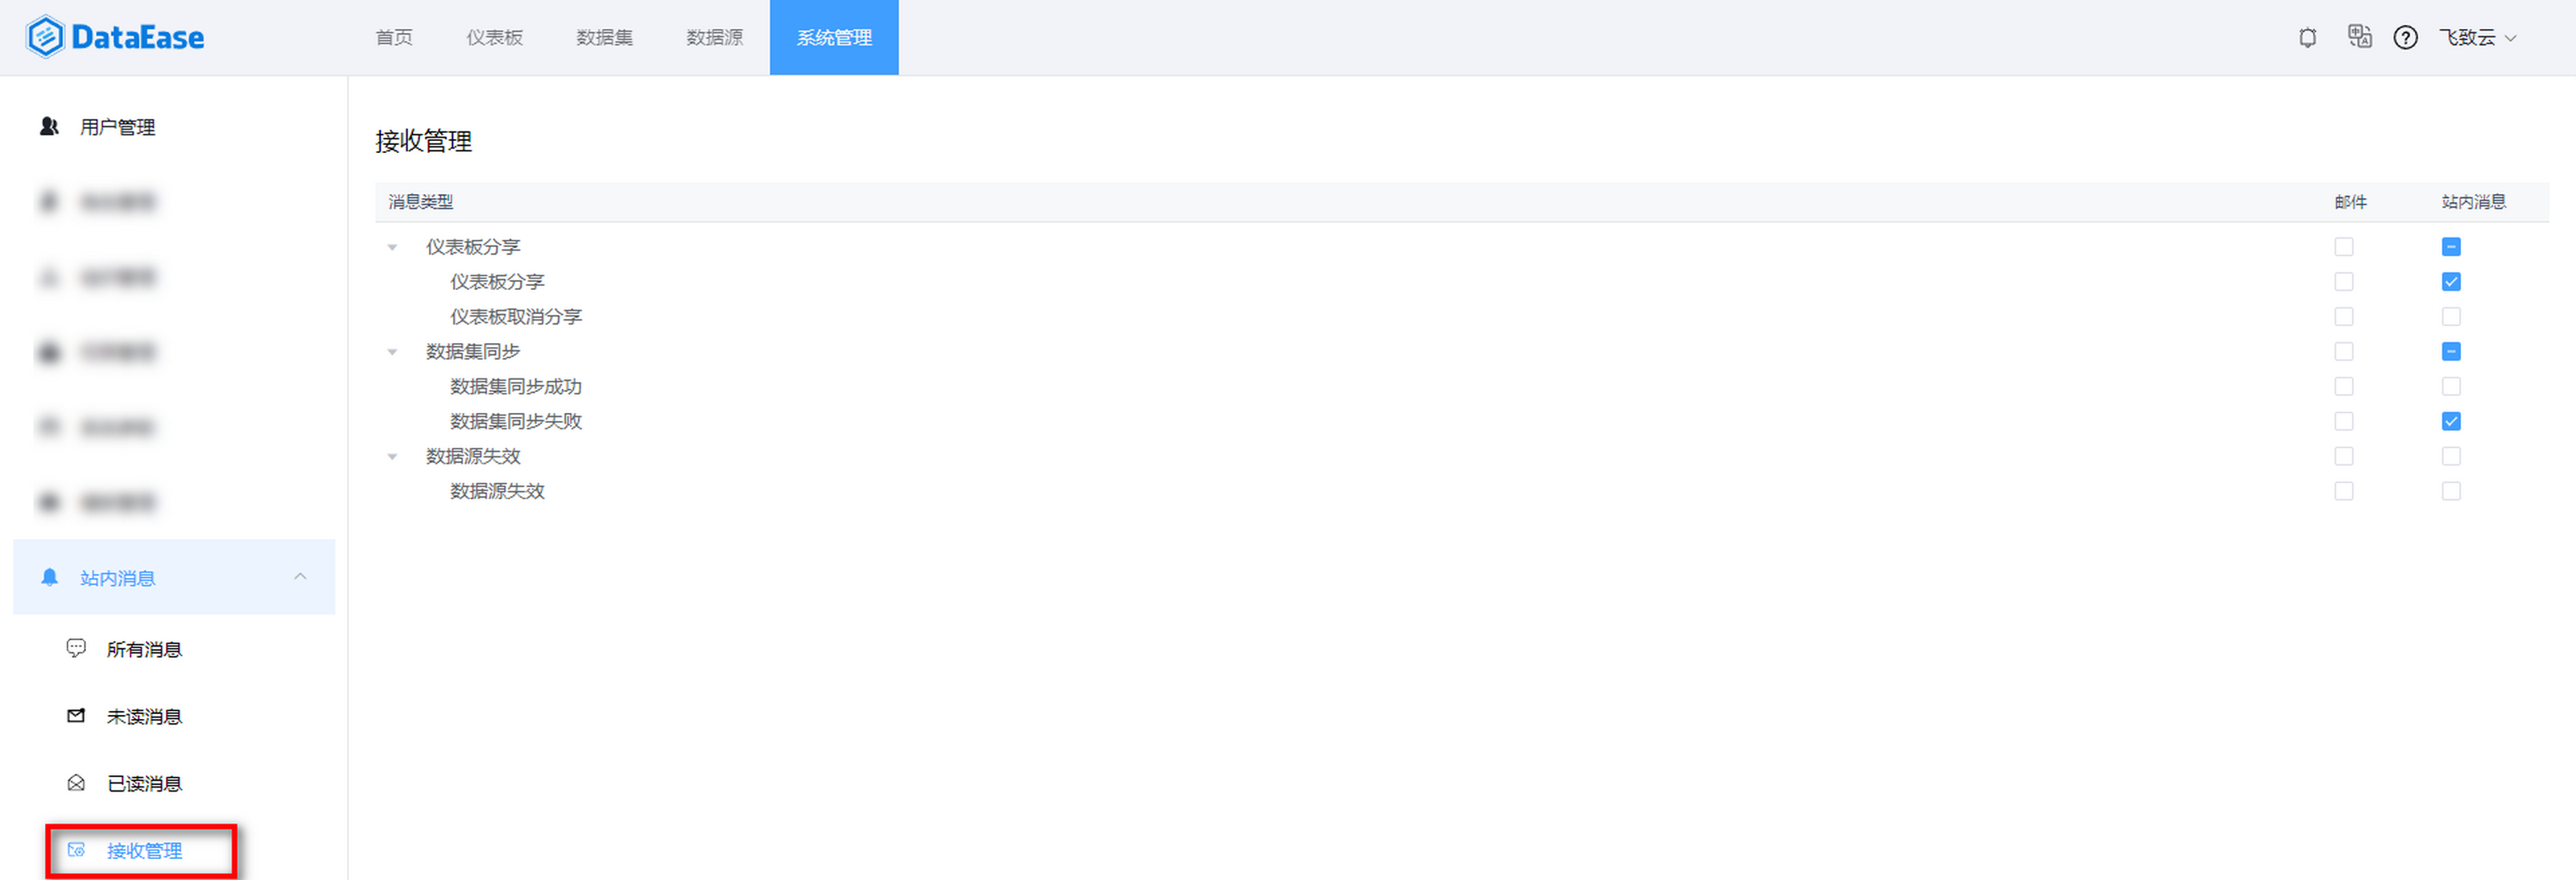 DataEase 首页 仪表板 数据集 数据源 系统管理 飞致云
用户管理
站内消息
所有消息
未读消息
已读消息
接收管理
接收管理
消息类型 邮件 站内消息
仪表板分享
仪表板分享
仪表板取消分享
数据集同步
数据集同步成功
数据集同步失败
数据源失效
数据源失效